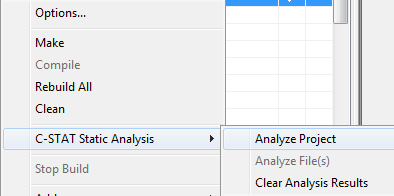 Options...
Make
Compile
Rebuild All
Clean
C-STAT Static Analysis
Analyze Project
Analyze File(s)
Stop Build
Clear Analysis Results